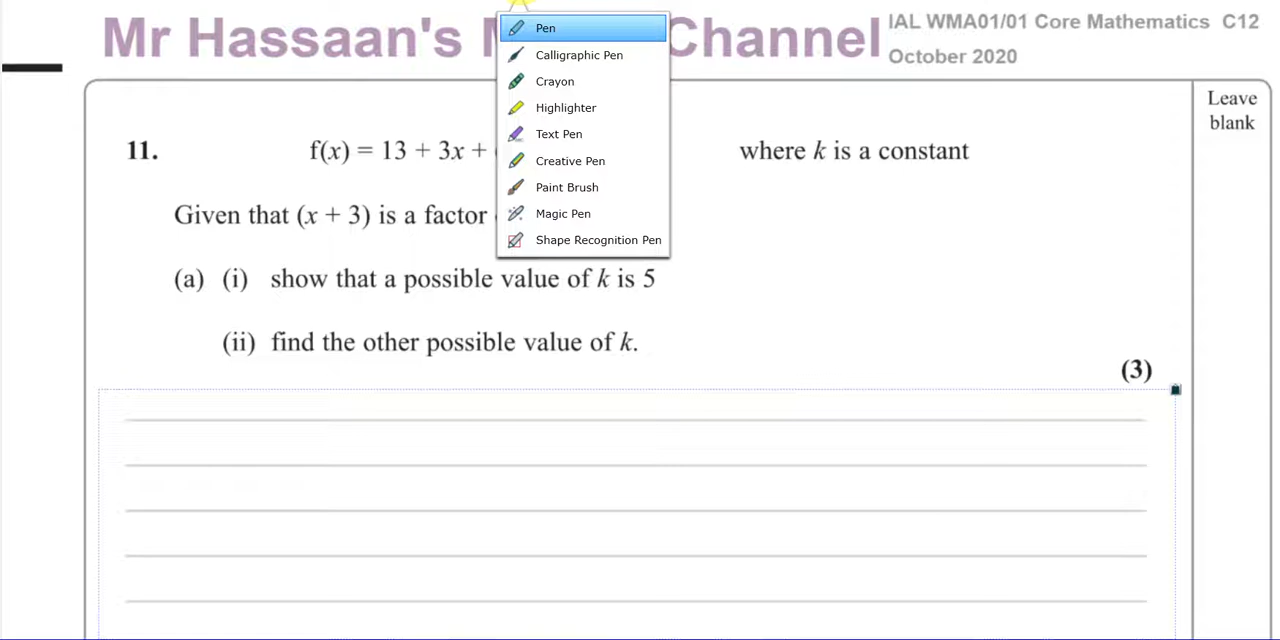 Mr Hassaan's M Channel
IAL WMA01/01 Core Mathematics C12
October 2020
Pen
Calligraphic Pen
Crayon
Highlighter
Text Pen
Creative Pen
Paint Brush
Magic Pen
Shape Recognition Pen
Leave
blank
11. f(x) = 13 + 3x + where k is a constant
Given that (x + 3) is a factor
(a) (i) show that a possible value of k is 5
(ii) find the other possible value of k.
(3)